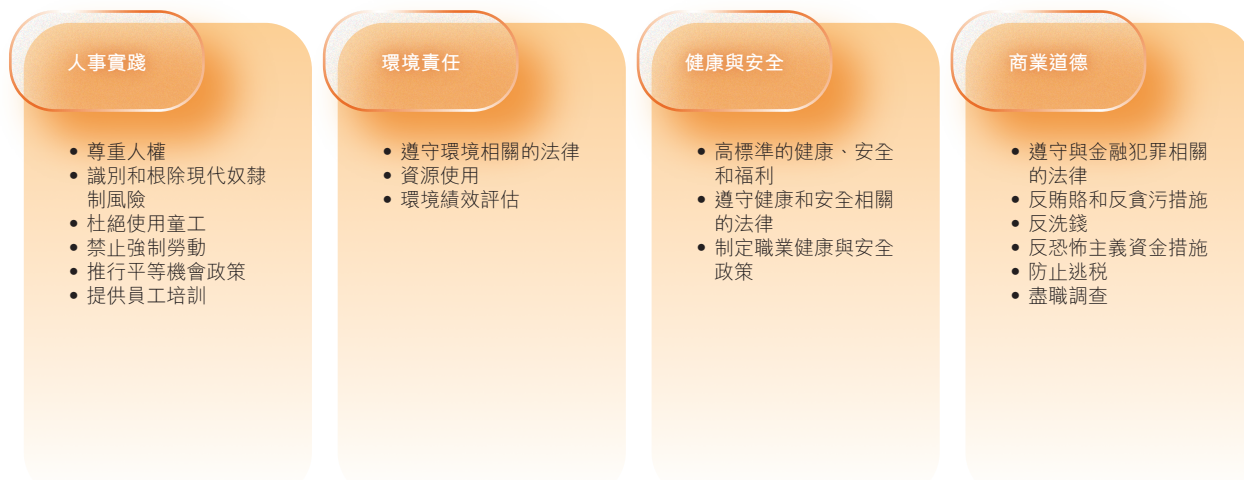 人事實踐
• 尊重人權
• 識別和根除現代奴隸
制風險
• 杜絕使用童工
• 禁止強制勞動
• 推行平等機會政策
• 提供員工培訓
環境責任
• 遵守環境相關的法律
• 資源使用
• 環境績效評估
健康與安全
• 高標準的健康、安全
和福利
• 遵守健康和安全相關
的法律
• 制定職業健康與安全
政策
商業道德
• 遵守與金融犯罪相關
的法律
• 反賄賂和反貪污措施
• 反洗錢
• 反恐怖主義資金措施
• 防止逃稅
• 盡職調查